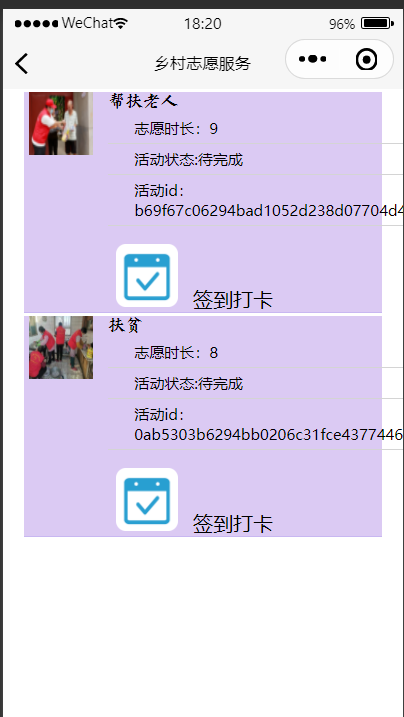 WeChat 18:20 96%
乡村志愿服务
帮扶老人
志愿时长：9
活动状态:待完成
活动id：
b69f67c06294bad1052d238d07704d4
签到打卡
扶贫
志愿时长：8
活动状态:待完成
活动id：
0ab5303b6294bb0206c31fce4377446
签到打卡